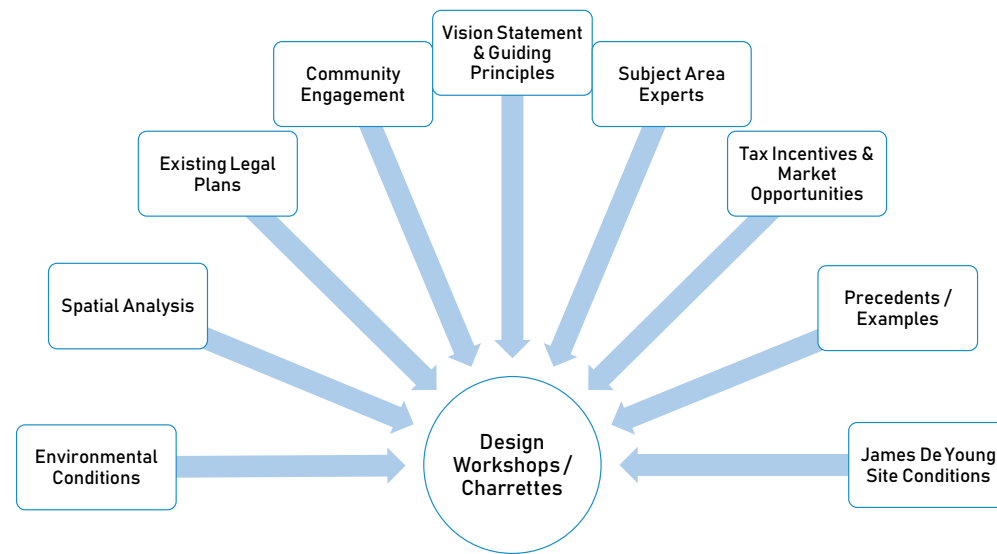 Vision Statement
& Guiding
Principles
Community
Engagement
Subject Area
Experts
Existing Legal
Plans
Tax Incentives &
Market
Opportunities
Spatial Analysis
Precedents /
Examples
Environmental
Conditions
Design
Workshops /
Charrettes
James De Young
Site Conditions